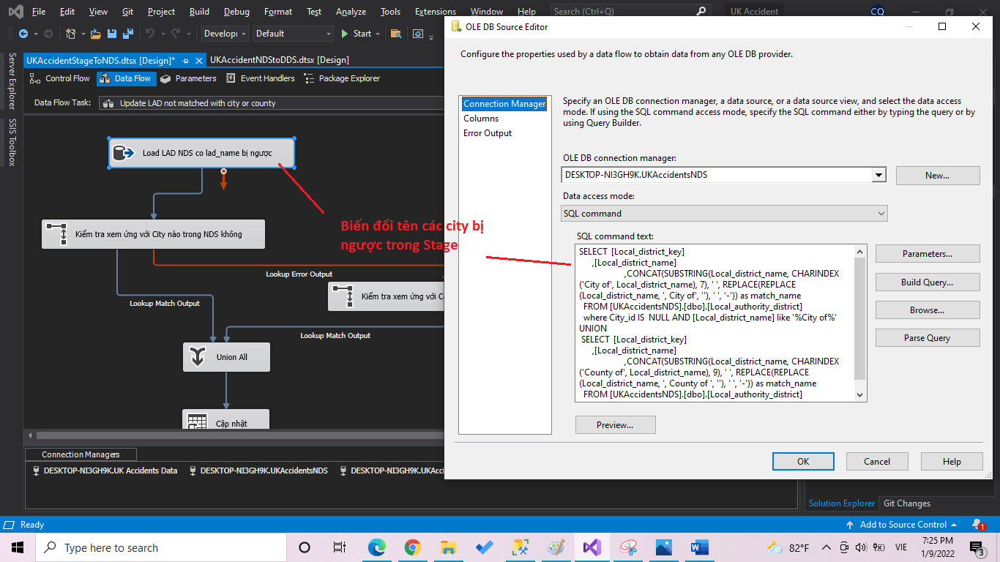 File Edit View Git Project Build Debug Format Test Analyze Tools Extensions Window Help Search (Ctrl+Q) UK Accident CQ
Developı Default Start
UKAccidentStageToNDS.dtsx [Design]* UKAccidentNDStoDDS.dtsx [Design]
Control Flow Data Flow Parameters Event Handlers Package Explorer
Data Flow Task: Update LAD not matched with city or county
Server Explorer
SSIS Toolbox
Load LAD NDS co lad_name bị ngược
Kiểm tra xem ứng với City nào trong NDS không
Lookup Error Output
Lookup Match Output
Kiểm tra xem ứng với Co
Lookup Match Output
Union All
Cập nhật
Biến đổi tên các city bị
ngược trong Stage
OLE DB Source Editor
Configure the properties used by a data flow to obtain data from any OLE DB provider.
Connection Manager
Columns
Error Output
Specify an OLE DB connection manager, a data source, or a data source view, and select the data access
mode. If using the SQL command access mode, specify the SQL command either by typing the query or by
using Query Builder.
OLE DB connection manager:
DESKTOP-NI3GH9K.UKAccidentsNDS
New...
Data access mode:
SQL command
SQL command text:
SELECT [Local_district_key]
,[Local_district_name]
,CONCAT(SUBSTRING(Local_district_name, CHARINDEX
('City of', Local_district_name), 7), ' ', REPLACE(REPLACE
(Local_district_name, ', City of', ''), ' ', '-')) as match_name
FROM [UKAccidentsNDS].[dbo].[Local_authority_district]
where City_id IS NULL AND [Local_district_name] like '%City of%'
UNION
SELECT [Local_district_key]
,[Local_district_name]
,CONCAT(SUBSTRING(Local_district_name, CHARINDEX
('County of', Local_district_name), 9), ' ', REPLACE(REPLACE
(Local_district_name, ', County of ', ''), ' ', '-')) as match_name
FROM [UKAccidentsNDS].[dbo].[Local_authority_district]
Parameters...
Build Query...
Browse...
Parse Query
Preview...
OK Cancel Help
Connection Managers
DESKTOP-NI3GH9K.UK Accidents Data DESKTOP-NI3GH9K.UKAccidentsNDS DESKTOP-NI3GH9K.UKAcci
Solution Explorer Git Changes
Ready Add to Source Control 1
Type here to search 82°F VIE 7:25 PM
1/9/2022 3